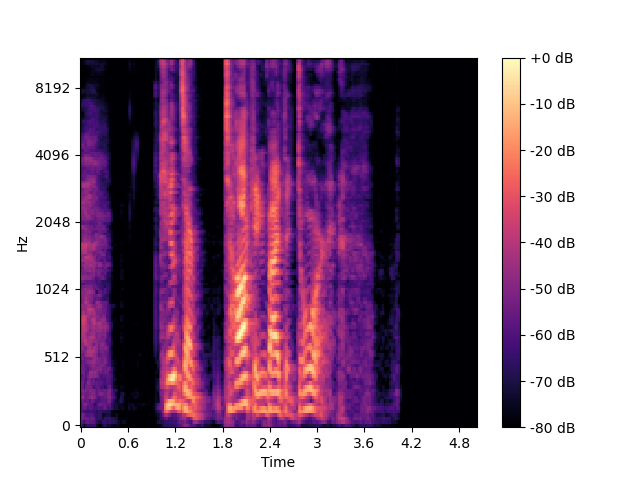 8192
4096
2048
1024
512
0
Hz
0 0.6 1.2 1.8 2.4 3 3.6 4.2 4.8
Time
+0 dB
-10 dB
-20 dB
-30 dB
-40 dB
-50 dB
-60 dB
-70 dB
-80 dB